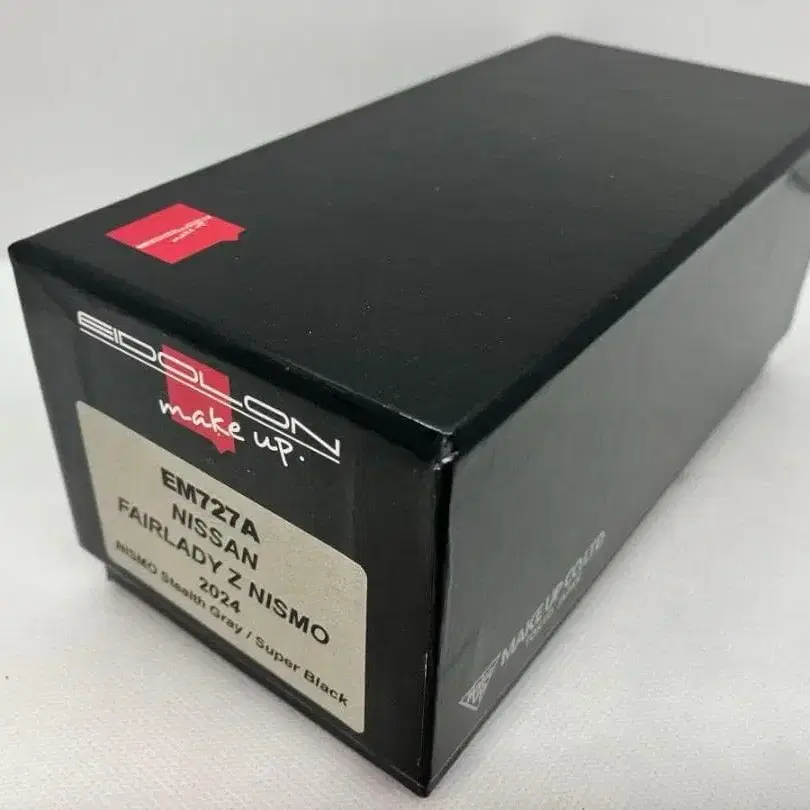 EIDOLON
make up.
EM727A
NISSAN
FAIRLADY Z NISMO
2024
NISMO Stealth Gray / Super Black
MAKE UP CO.LTD.